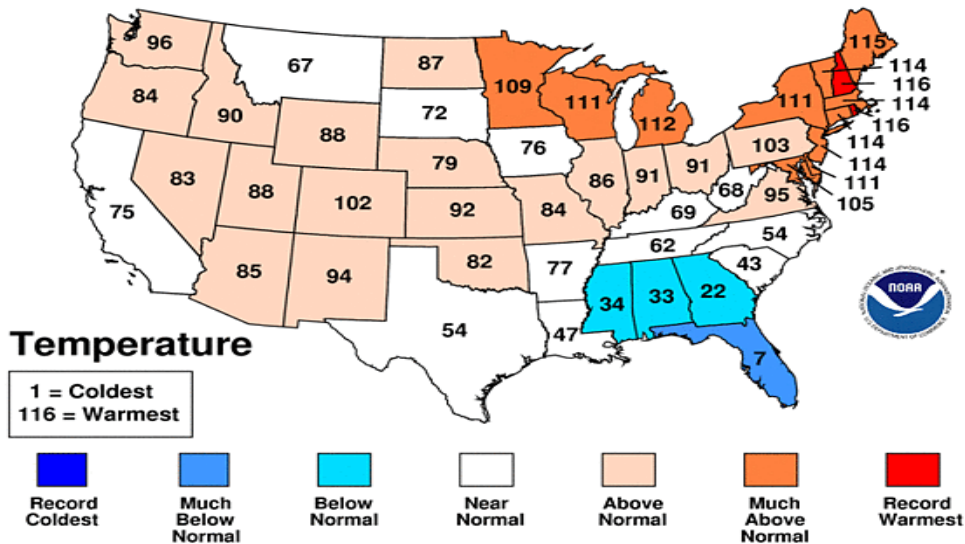 96
67
87
109
115
114
116
114
116
114
114
111
105
84
90
88
72
111
112
111
103
83
88
79
76
86
91
91
68
95
75
102
92
84
69
54
85
94
82
77
62
43
34
33
22
54
47
7
NOAA
Temperature
1 = Coldest
116 = Warmest
Record
Coldest
Much
Below
Normal
Below
Normal
Near
Normal
Above
Normal
Much
Above
Normal
Record
Warmest